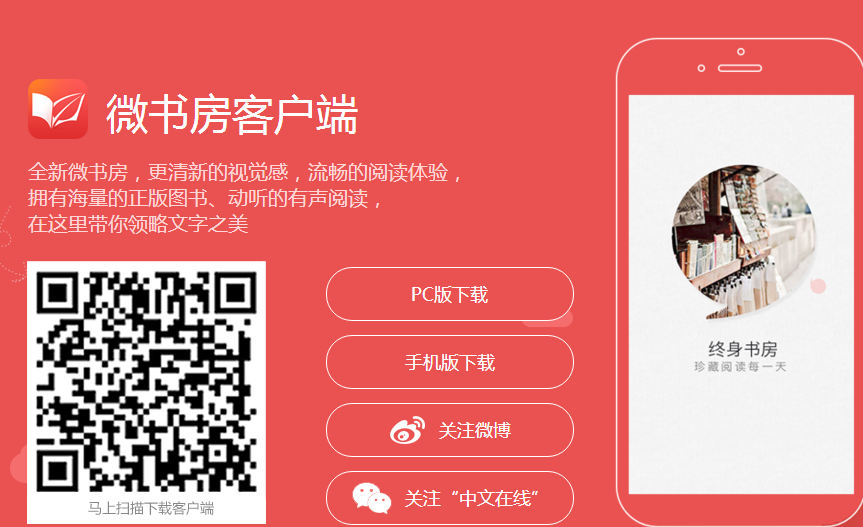 微书房客户端
全新微书房，更清新的视觉感，流畅的阅读体验，
拥有海量的正版图书、动听的有声阅读，
在这里带你领略文字之美
马上扫描下载客户端
PC版下载
手机版下载
关注微博
关注“中文在线”
终身书房
珍藏阅读每一天